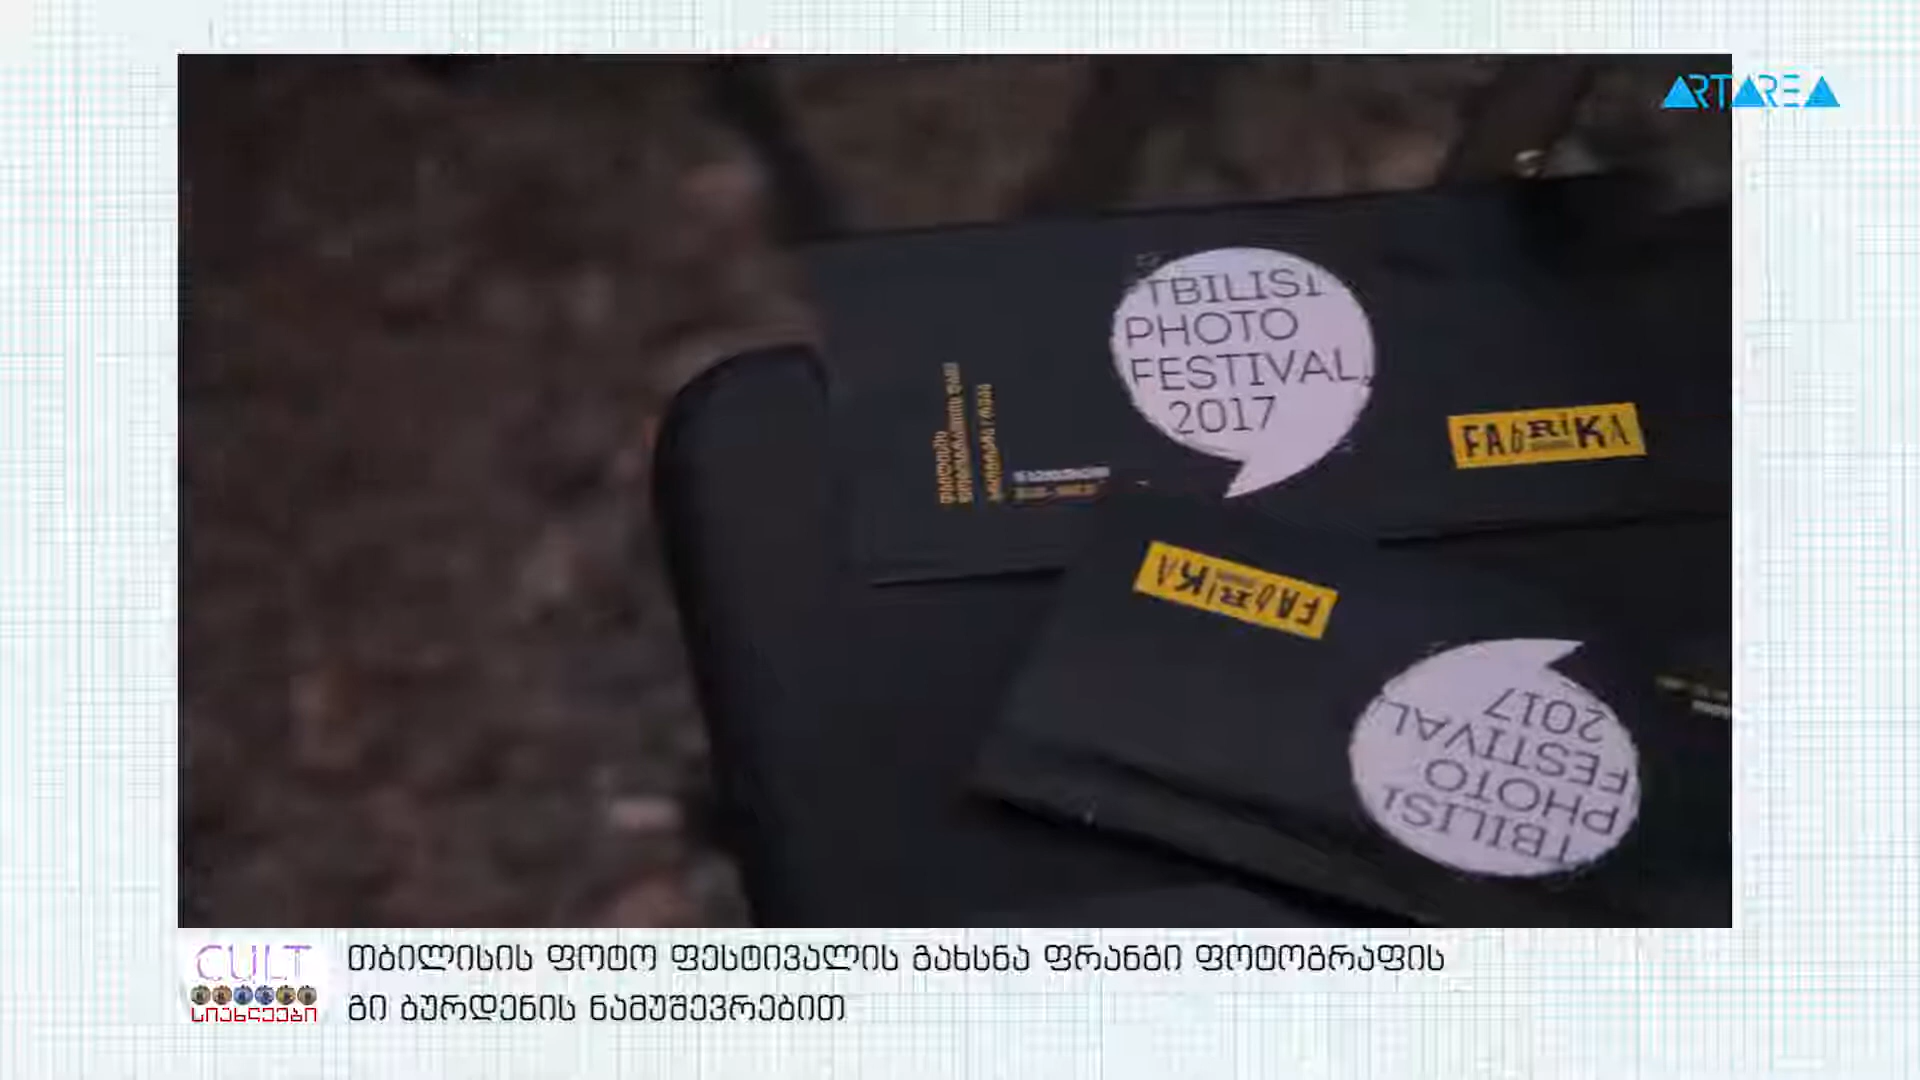 ARTAREA
TBILISI
PHOTO
FESTIVAL
2017
FABRIKA
FABRIKA
TBILISI
PHOTO
FESTIVAL
2017
CULT
სიახლეები
თბილისის ფოტო ფესტივალის გახსნა ფრანგი ფოტოგრაფის
გი ბურდენის ნამუშევრებით